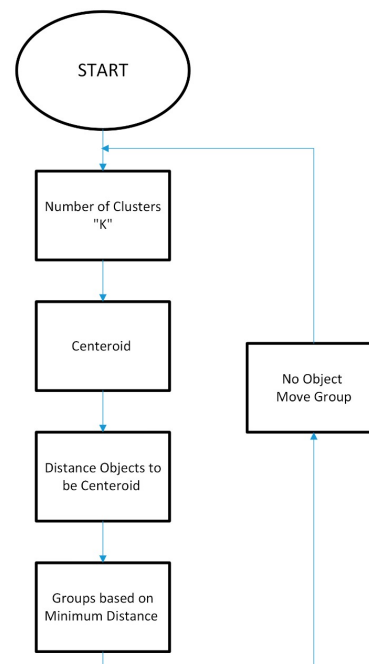 START
Number of Clusters
"K"
Centeroid
Distance Objects to
be Centeroid
Groups based on
Minimum Distance
No Object
Move Group